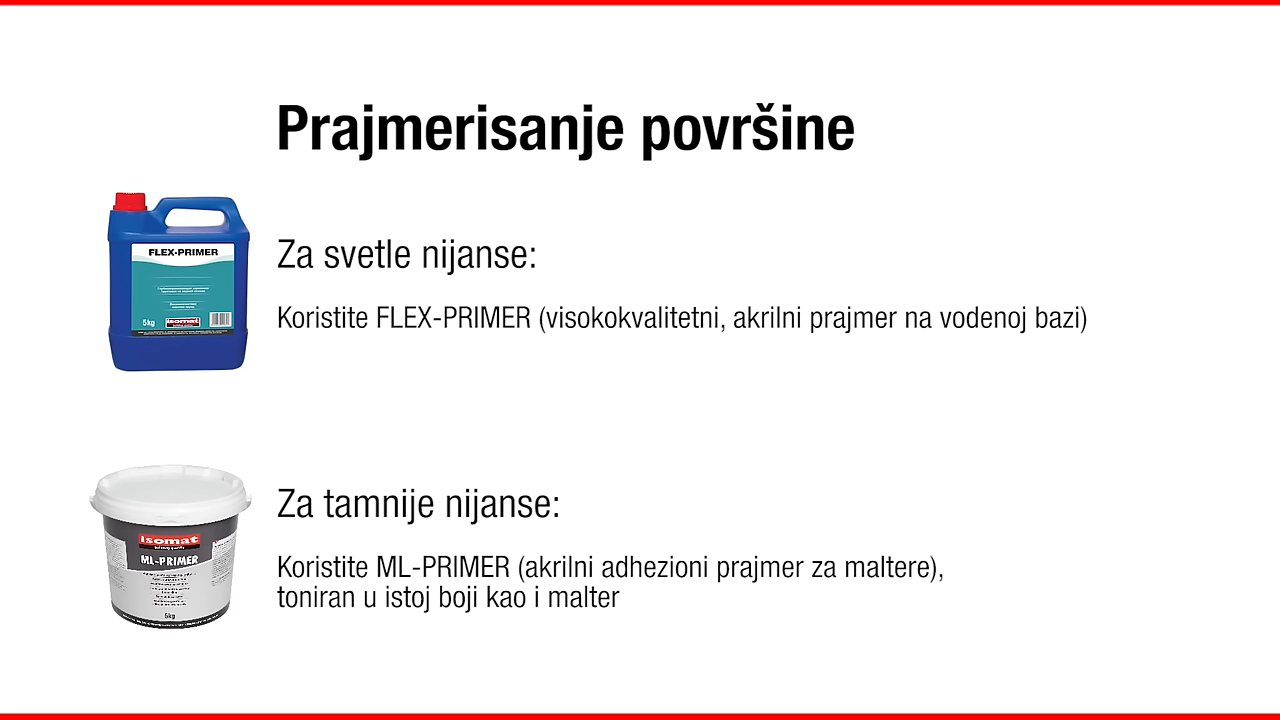 Prajmerisanje površine
FLEX-PRIMER
5kg
isomat
Za svetle nijanse:
Koristite FLEX-PRIMER (visokokvalitetni, akrilni prajmer na vodenoj bazi)
isomat
ML-PRIMER
5kg
Za tamnije nijanse:
Koristite ML-PRIMER (akrilni adhezioni prajmer za maltere),
toniran u istoj boji kao i malter